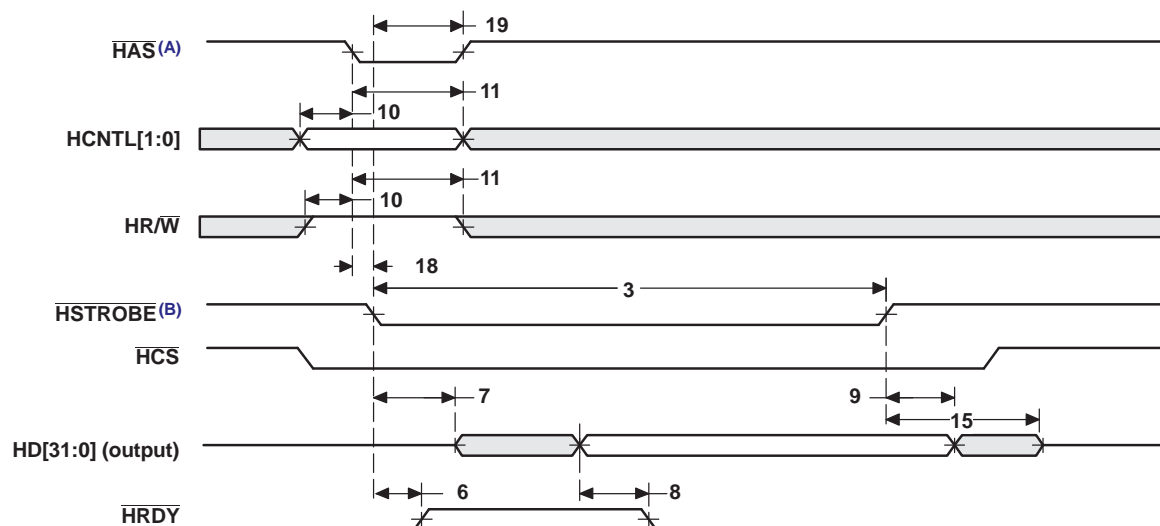 19
HAS(A)
11
10
HCNTL[1:0]
11
10
HR/W
18
3
HSTROBE(B)
HCS
7
9
15
HD[31:0] (output)
6
8
HRDY